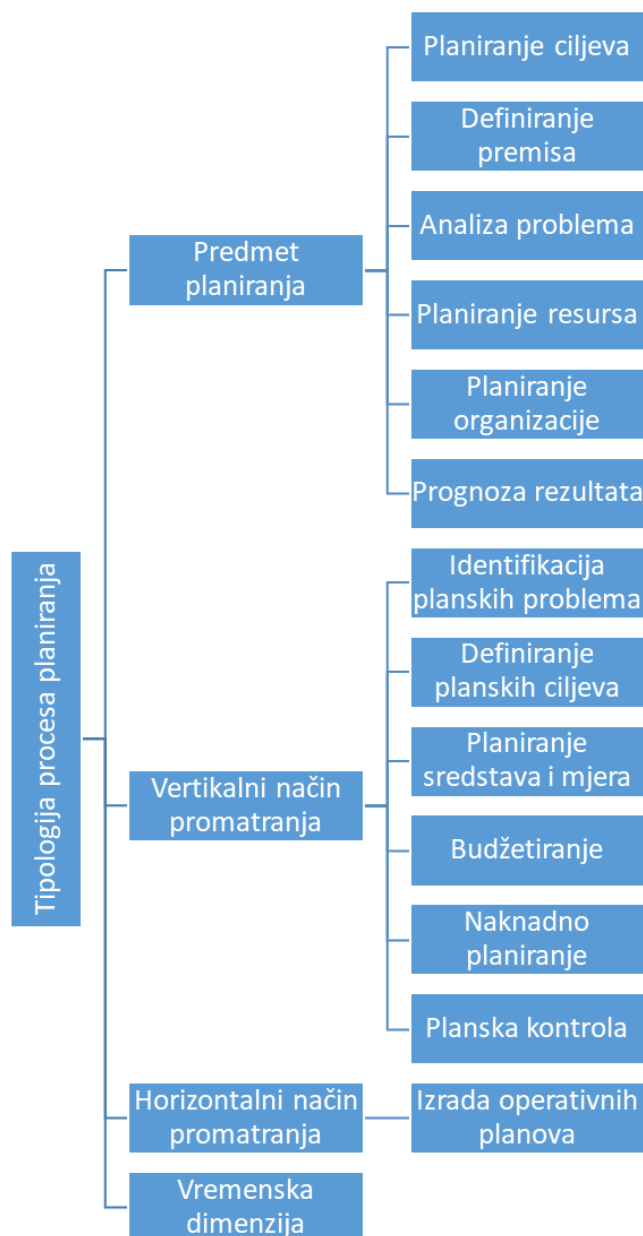 Tipologija procesa planiranja
Predmet
planiranja
Planiranje ciljeva
Definiranje
premisa
Analiza problema
Planiranje resursa
Planiranje
organizacije
Prognoza rezultata
Vertikalni način
promatranja
Identifikacija
planskih problema
Definiranje
planskih ciljeva
Planiranje
sredstava i mjera
Budžetiranje
Naknadno
planiranje
Planska kontrola
Horizontalni način
promatranja
Izrada operativnih
planova
Vremenska
dimenzija